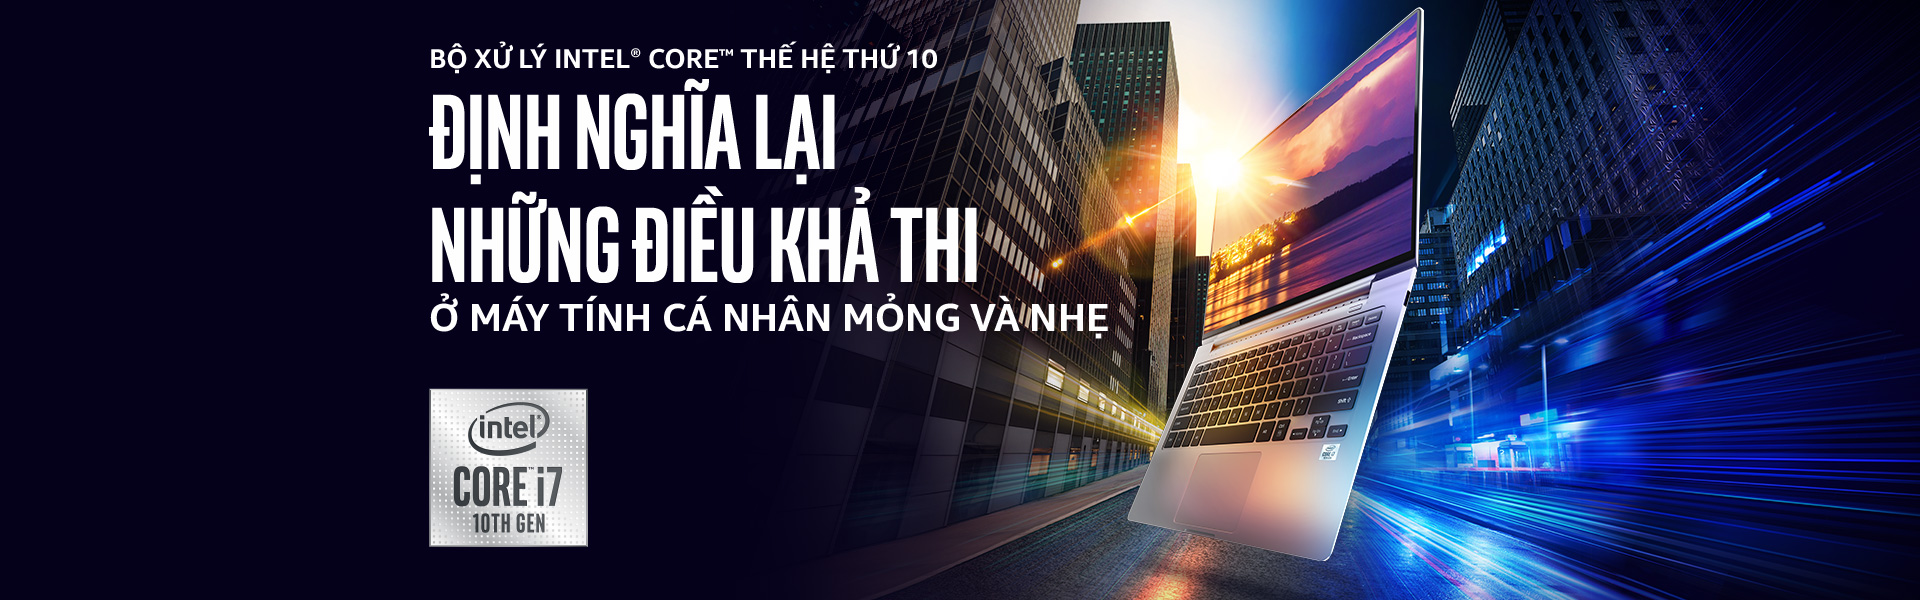 BỘ XỬ LÝ INTEL® CORE™ THẾ HỆ THỨ 10
ĐỊNH NGHĨA LẠI
NHỮNG ĐIỀU KHẢ THI
Ở MÁY TÍNH CÁ NHÂN MỎNG VÀ NHẸ
intel®
CORE™ i7
10TH GEN